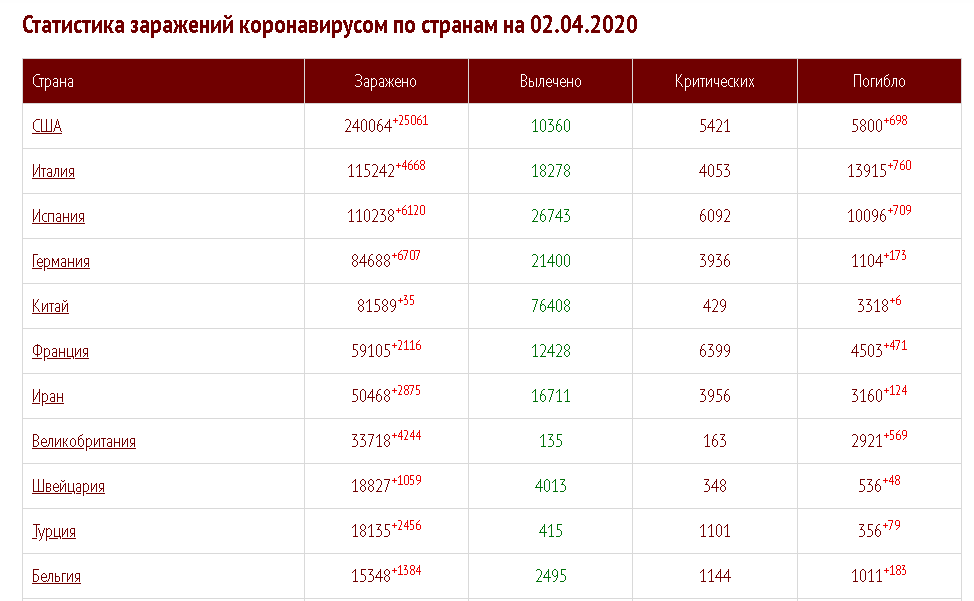 Статистика заражений коронавирусом по странам на 02.04.2020
Страна Заражено Вылечено Критических Погибло
США 240064+25061 10360 5421 5800+698
Италия 115242+4668 18278 4053 13915+760
Испания 110238+6120 26743 6092 10096+709
Германия 84688+6707 21400 3936 1104+173
Китай 81589+35 76408 429 3318+6
Франция 59105+2116 12428 6399 4503+471
Иран 50468+2875 16711 3956 3160+124
Великобритания 33718+4244 135 163 2921+569
Швейцария 18827+1059 4013 348 536+48
Турция 18135+2456 415 1101 356+79
Бельгия 15348+1384 2495 1144 1011+183